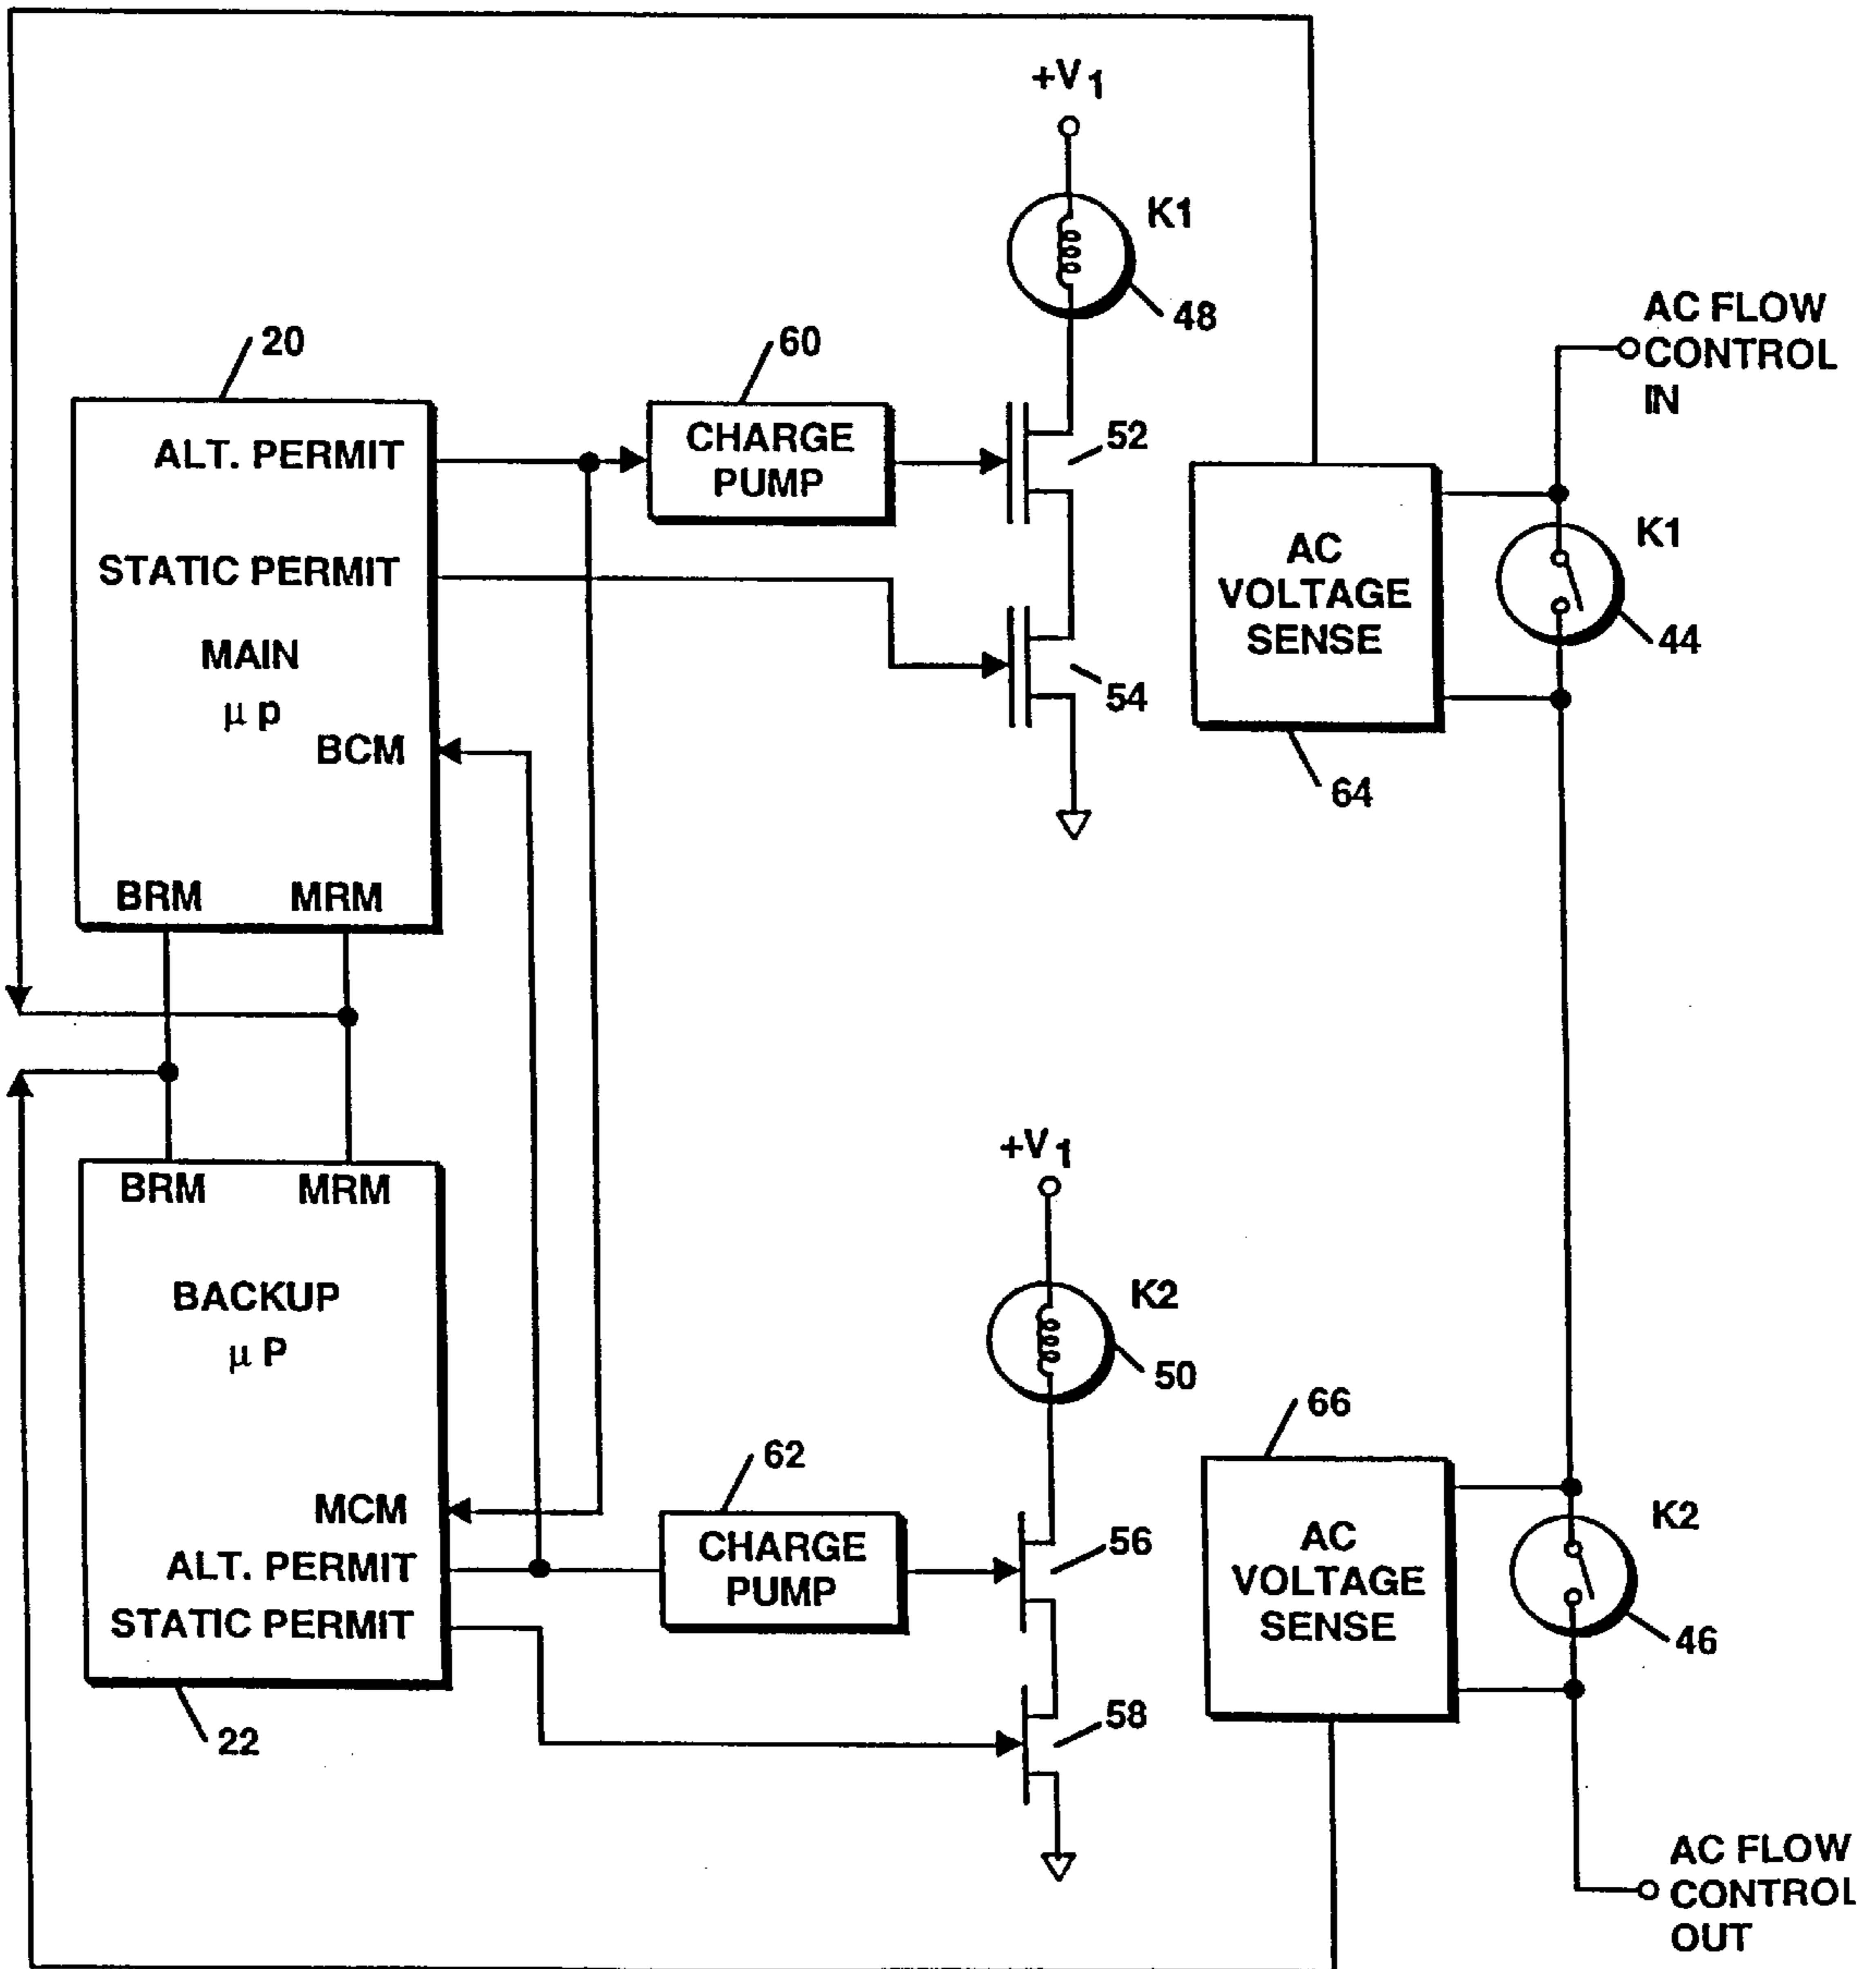 +V1
K1
48
AC FLOW
CONTROL
IN
20
60
ALT. PERMIT
CHARGE
PUMP
52
STATIC PERMIT
AC
VOLTAGE
SENSE
K1
44
MAIN
μ p
54
BCM
64
BRM MRM
+V1
BRM MRM
K2
BACKUP
μ P
50
66
62
MCM
CHARGE
PUMP
56
AC
VOLTAGE
SENSE
K2
ALT. PERMIT
STATIC PERMIT
46
58
22
AC FLOW
CONTROL
OUT